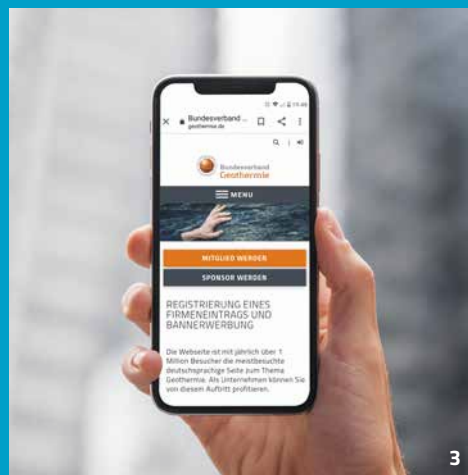 19:46
Bundesverband ...
geothermie.de
Bundesverband
Geothermie
MENU
MITGLIED WERDEN
SPONSOR WERDEN
REGISTRIERUNG EINES
FIRMENEINTRAGS UND
BANNERWERBUNG
Die Webseite ist mit jährlich über 1
Million Besucher die meistbesuchte
deutschsprachige Seite zum Thema
Geothermie. Als Unternehmen können Sie
von diesem Auftritt profitieren.
3